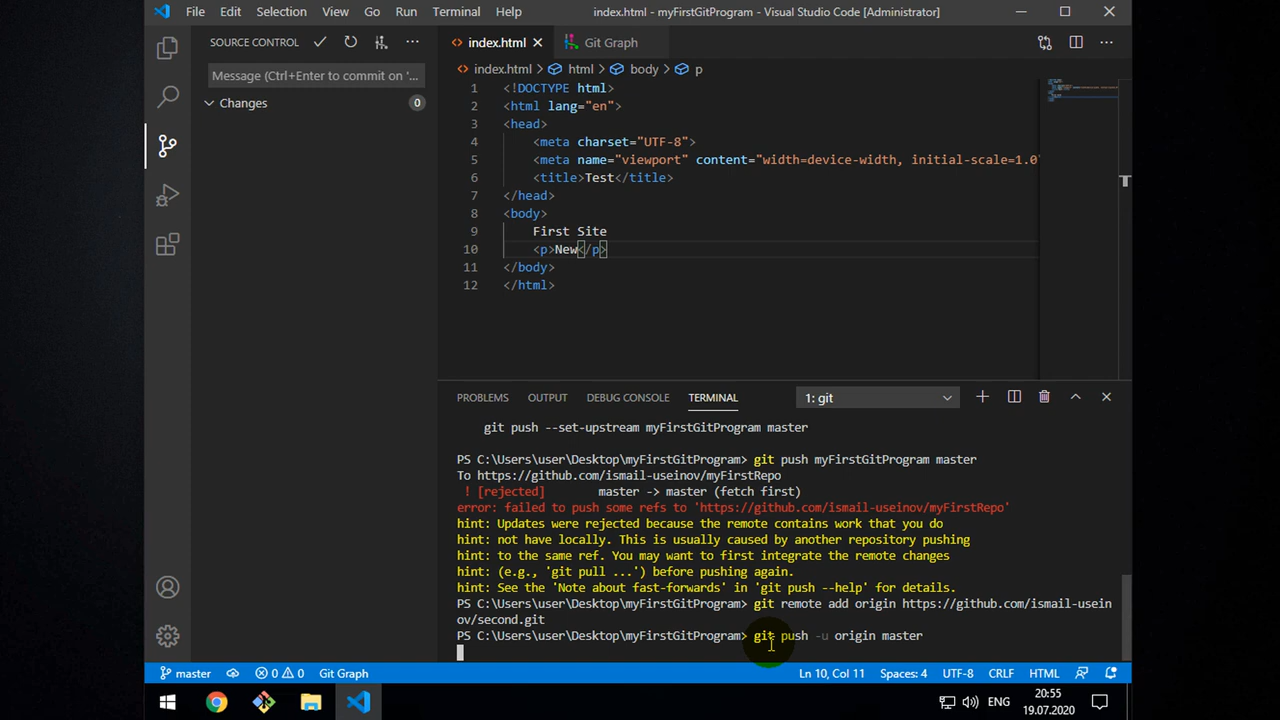 File Edit Selection View Go Run Terminal Help index.html - myFirstGitProgram - Visual Studio Code [Administrator]
SOURCE CONTROL
Message (Ctrl+Enter to commit on '...
Changes 0
index.html Git Graph
index.html > html > body > p
1 <!DOCTYPE html>
2 <html lang="en">
3 <head>
4 <meta charset="UTF-8">
5 <meta name="viewport" content="width=device-width, initial-scale=1.0
6 <title>Test</title>
7 </head>
8 <body>
9 First Site
10 <p>New</p>
11 </body>
12 </html>
PROBLEMS OUTPUT DEBUG CONSOLE TERMINAL 1: git
git push --set-upstream myFirstGitProgram master
PS C:\Users\user\Desktop\myFirstGitProgram> git push myFirstGitProgram master
To https://github.com/ismail-useinov/myFirstRepo
! [rejected] master -> master (fetch first)
error: failed to push some refs to 'https://github.com/ismail-useinov/myFirstRepo'
hint: Updates were rejected because the remote contains work that you do
hint: not have locally. This is usually caused by another repository pushing
hint: to the same ref. You may want to first integrate the remote changes
hint: (e.g., 'git pull ...') before pushing again.
hint: See the 'Note about fast-forwards' in 'git push --help' for details.
PS C:\Users\user\Desktop\myFirstGitProgram> git remote add origin https://github.com/ismail-usein
ov/second.git
PS C:\Users\user\Desktop\myFirstGitProgram> git push -u origin master
master 0 0 Git Graph Ln 10, Col 11 Spaces: 4 UTF-8 CRLF HTML
ENG 20:55
19.07.2020